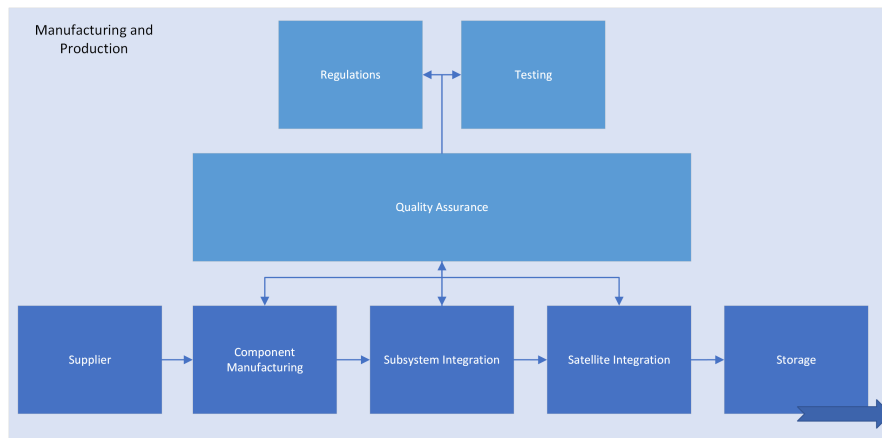 Manufacturing and
Production
Regulations
Testing
Quality Assurance
Supplier
Component
Manufacturing
Subsystem Integration
Satellite Integration
Storage